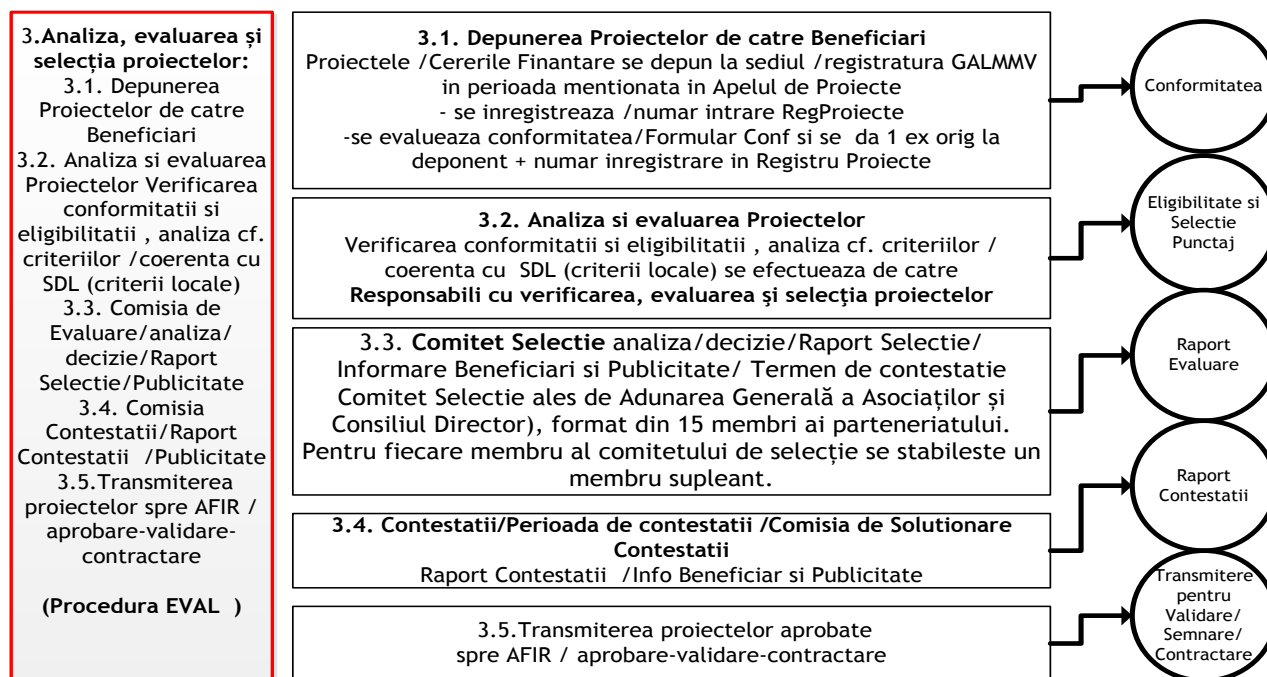 3.Analiza, evaluarea și
selecția proiectelor:
3.1. Depunerea
Proiectelor de catre
Beneficiari
3.2. Analiza si evaluarea
Proiectelor Verificarea
conformitatii si
eligibilitatii , analiza cf.
criteriilor /coerenta cu
SDL (criterii locale)
3.3. Comisia de
Evaluare/analiza/
decizie/Raport
Selectie/Publicitate
3.4. Comisia
Contestatii/Raport
Contestatii /Publicitate
3.5.Transmiterea
proiectelor spre AFIR /
aprobare-validare-
contractare
(Procedura EVAL )
3.1. Depunerea Proiectelor de catre Beneficiari
Proiectele /Cererile Finantare se depun la sediul /registratura GALMMV
in perioada mentionata in Apelul de Proiecte
- se inregistreaza /numar intrare RegProiecte
-se evalueaza conformitatea/Formular Conf si se da 1 ex orig la
deponent + numar inregistrare in Registru Proiecte
Conformitatea
3.2. Analiza si evaluarea Proiectelor
Verificarea conformitatii si eligibilitatii , analiza cf. criteriilor /
coerenta cu SDL (criterii locale) se efectueaza de catre
Responsabili cu verificarea, evaluarea şi selecţia proiectelor
Eligibilitate si
Selectie
Punctaj
3.3. Comitet Selectie analiza/decizie/Raport Selectie/
Informare Beneficiari si Publicitate/ Termen de contestatie
Comitet Selectie ales de Adunarea Generală a Asociaților și
Consiliul Director), format din 15 membri ai parteneriatului.
Pentru fiecare membru al comitetului de selecție se stabileste un
membru supleant.
Raport
Evaluare
3.4. Contestatii/Perioada de contestatii /Comisia de Solutionare
Contestatii
Raport Contestatii /Info Beneficiar si Publicitate
Raport
Contestatii
3.5.Transmiterea proiectelor aprobate
spre AFIR / aprobare-validare-contractare
Transmitere
pentru
Validare/
Semnare/
Contractare